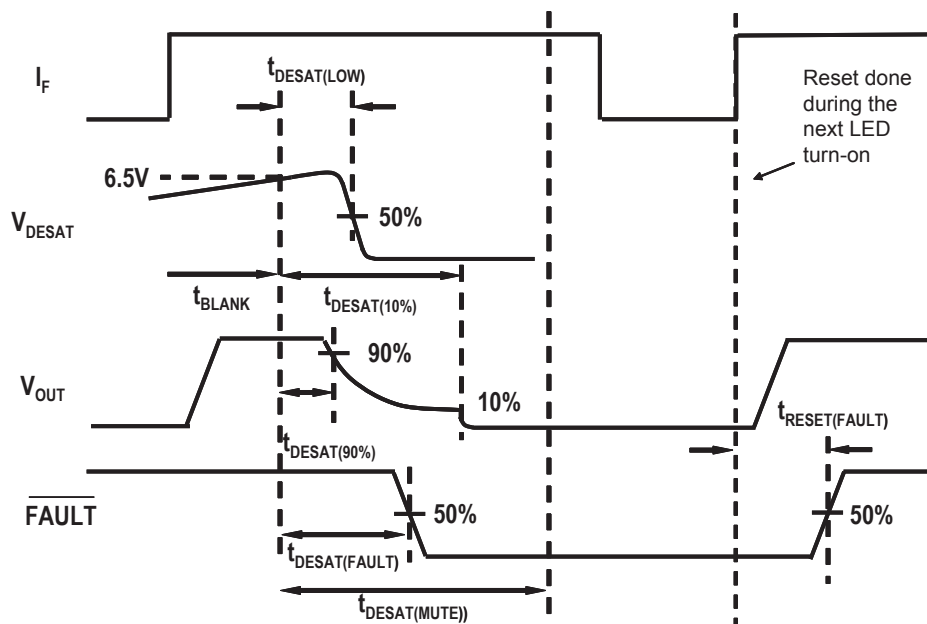 I_F
t_DESAT(LOW)
Reset done
during the
next LED
turn-on
6.5V
V_DESAT
50%
t_BLANK
t_DESAT(10%)
90%
V_OUT
10%
t_RESET(FAULT)
t_DESAT(90%)
FAULT
50%
50%
t_DESAT(FAULT)
t_DESAT(MUTE))